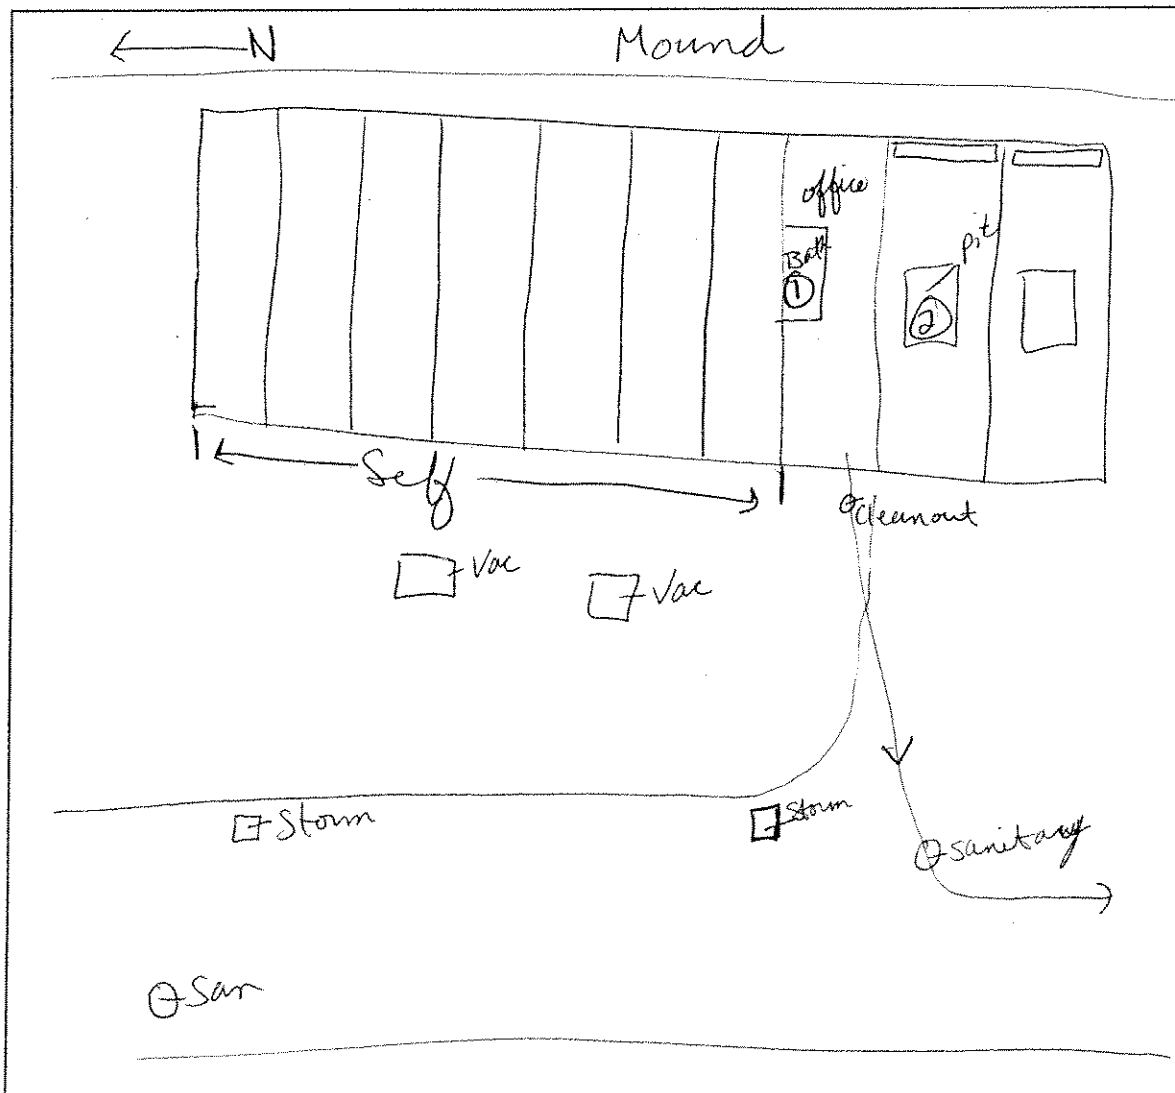 N
Mound
office
Bath
1
pit
2
Self
Cleanout
Vac
Vac
Storm
Storm
sanitary
San